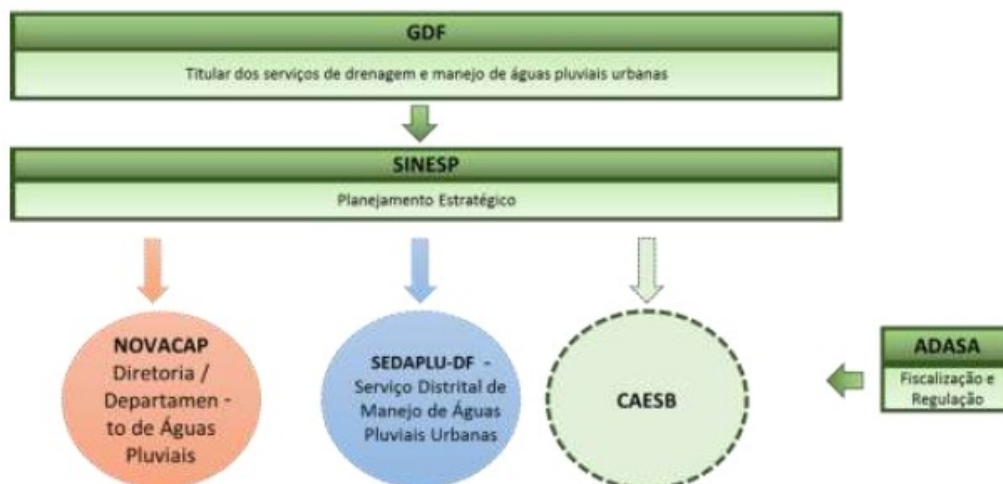 GDF
Titular dos serviços de drenagem e manejo de águas pluviais urbanas
SINESP
Planejamento Estratégico
NOVACAP
Diretoria /
Departamen -
to de Águas
Pluviais
SEDAPLU-DF -
Serviço Distrital de
Manejo de Águas
Pluviais Urbanas
CAESB
ADASA
Fiscalização e
Regulação